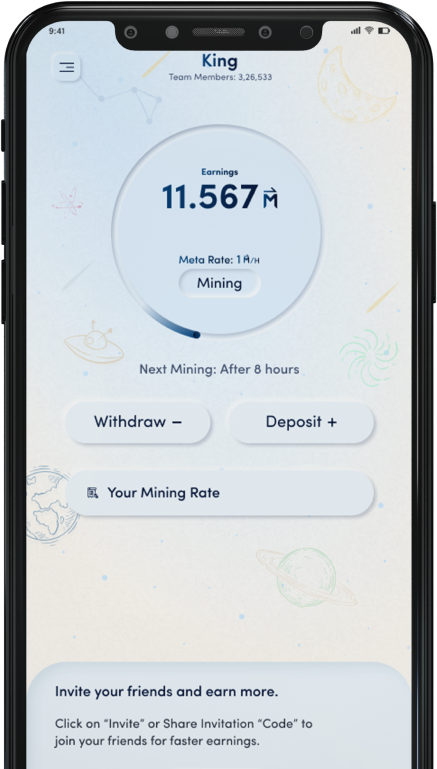 9:41
King
Team Members: 3,26,533
Earnings
11.567 M
Meta Rate: 1 M/H
Mining
Next Mining: After 8 hours
Withdraw –
Deposit +
Your Mining Rate
Invite your friends and earn more.
Click on “Invite” or Share Invitation “Code” to
join your friends for faster earnings.